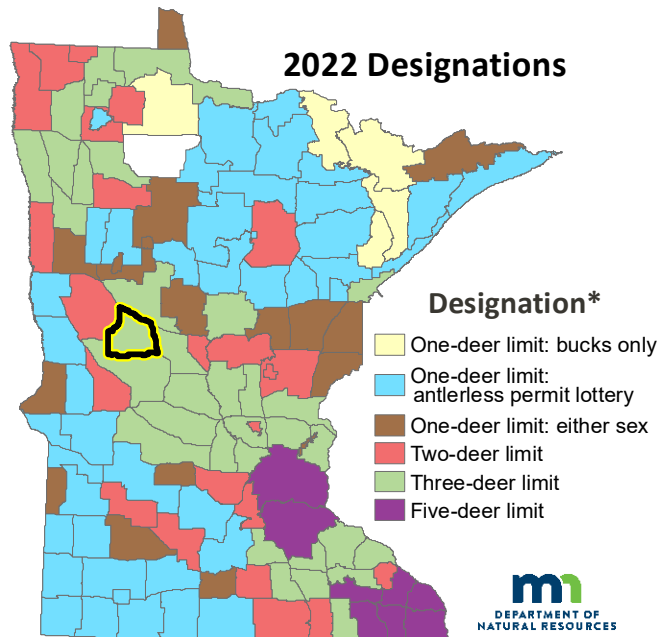 2022 Designations
Designation*
One-deer limit: bucks only
One-deer limit:
antlerless permit lottery
One-deer limit: either sex
Two-deer limit
Three-deer limit
Five-deer limit
mn
DEPARTMENT OF
NATURAL RESOURCES